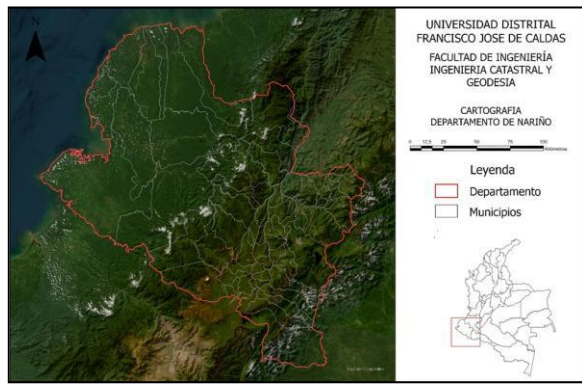 N
UNIVERSIDAD DISTRITAL
FRANCISCO JOSE DE CALDAS
FACULTAD DE INGENIERÍA
INGENIERIA CATASTRAL Y
GEODESIA
CARTOGRAFIA
DEPARTAMENTO DE NARIÑO
0 12,5 25 50 75 100
Kilómetros
Leyenda
Departamento
Municipios